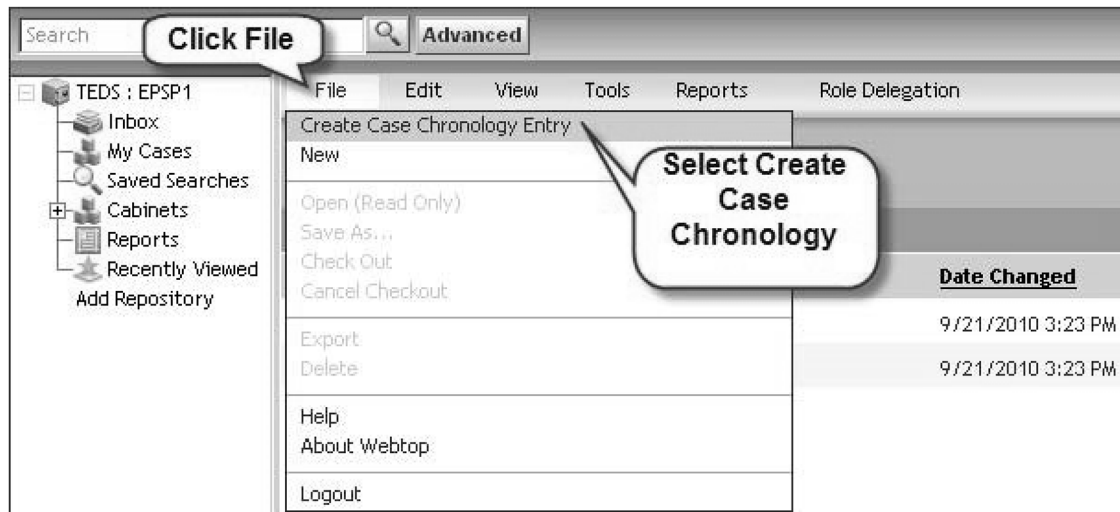 Search
Click File
Advanced
TEDS : EPSP1
Inbox
My Cases
Saved Searches
Cabinets
Reports
Recently Viewed
Add Repository
File Edit View Tools Reports Role Delegation
Create Case Chronology Entry
New
Open (Read Only)
Save As...
Check Out
Cancel Checkout
Export
Delete
Help
About Webtop
Logout
Select Create
Case
Chronology
Date Changed
9/21/2010 3:23 PM
9/21/2010 3:23 PM